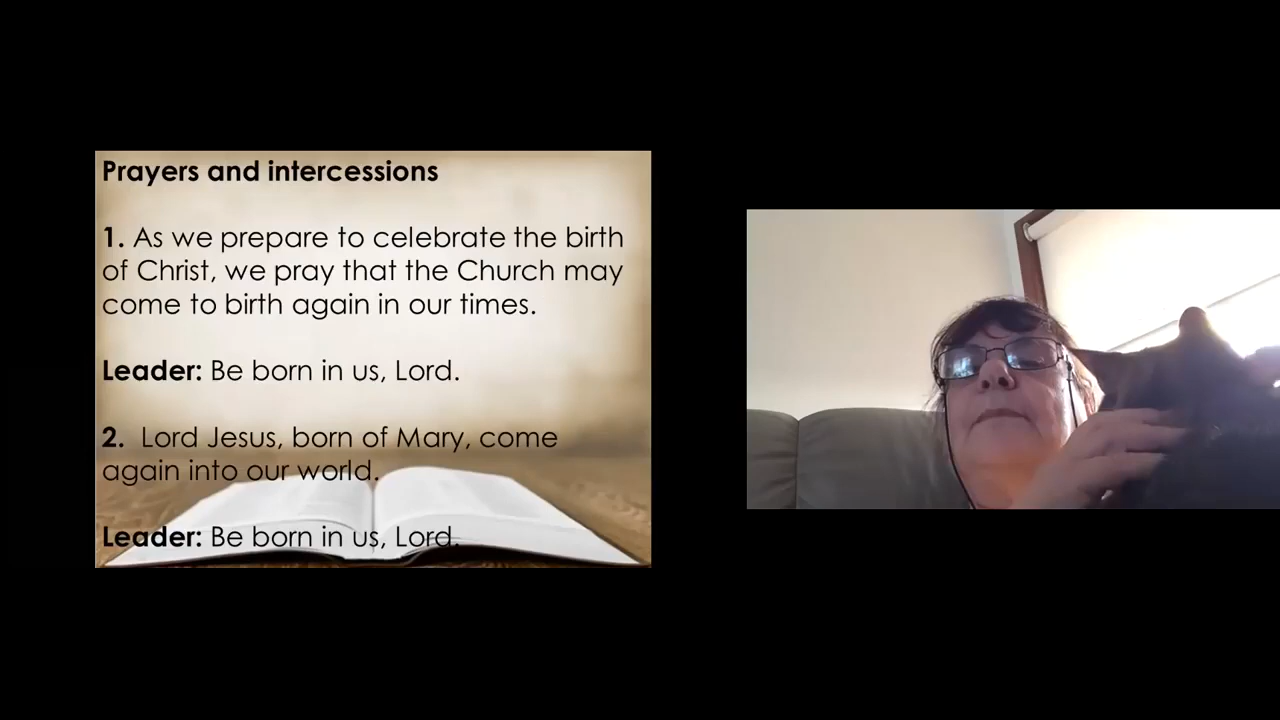 Prayers and intercessions
1. As we prepare to celebrate the birth
of Christ, we pray that the Church may
come to birth again in our times.
Leader: Be born in us, Lord.
2. Lord Jesus, born of Mary, come
again into our world.
Leader: Be born in us, Lord.